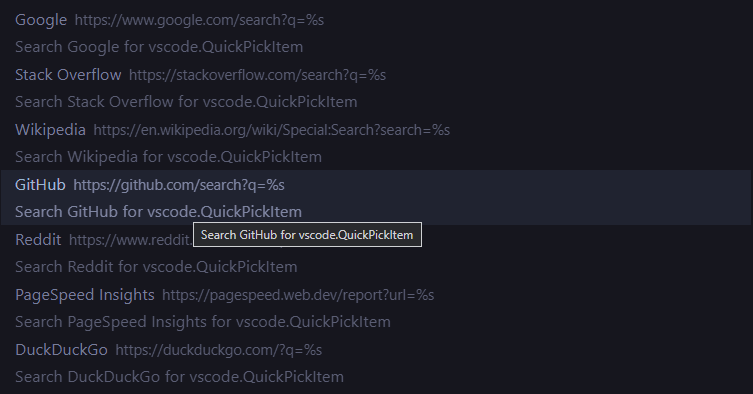 Google https://www.google.com/search?q=%s
Search Google for vscode.QuickPickItem
Stack Overflow https://stackoverflow.com/search?q=%s
Search Stack Overflow for vscode.QuickPickItem
Wikipedia https://en.wikipedia.org/wiki/Special:Search?search=%s
Search Wikipedia for vscode.QuickPickItem
GitHub https://github.com/search?q=%s
Search GitHub for vscode.QuickPickItem
Search GitHub for vscode.QuickPickItem
Reddit https://www.reddit.
Search Reddit for vscode.QuickPickItem
PageSpeed Insights https://pagespeed.web.dev/report?url=%s
Search PageSpeed Insights for vscode.QuickPickItem
DuckDuckGo https://duckduckgo.com/?q=%s
Search DuckDuckGo for vscode.QuickPickItem